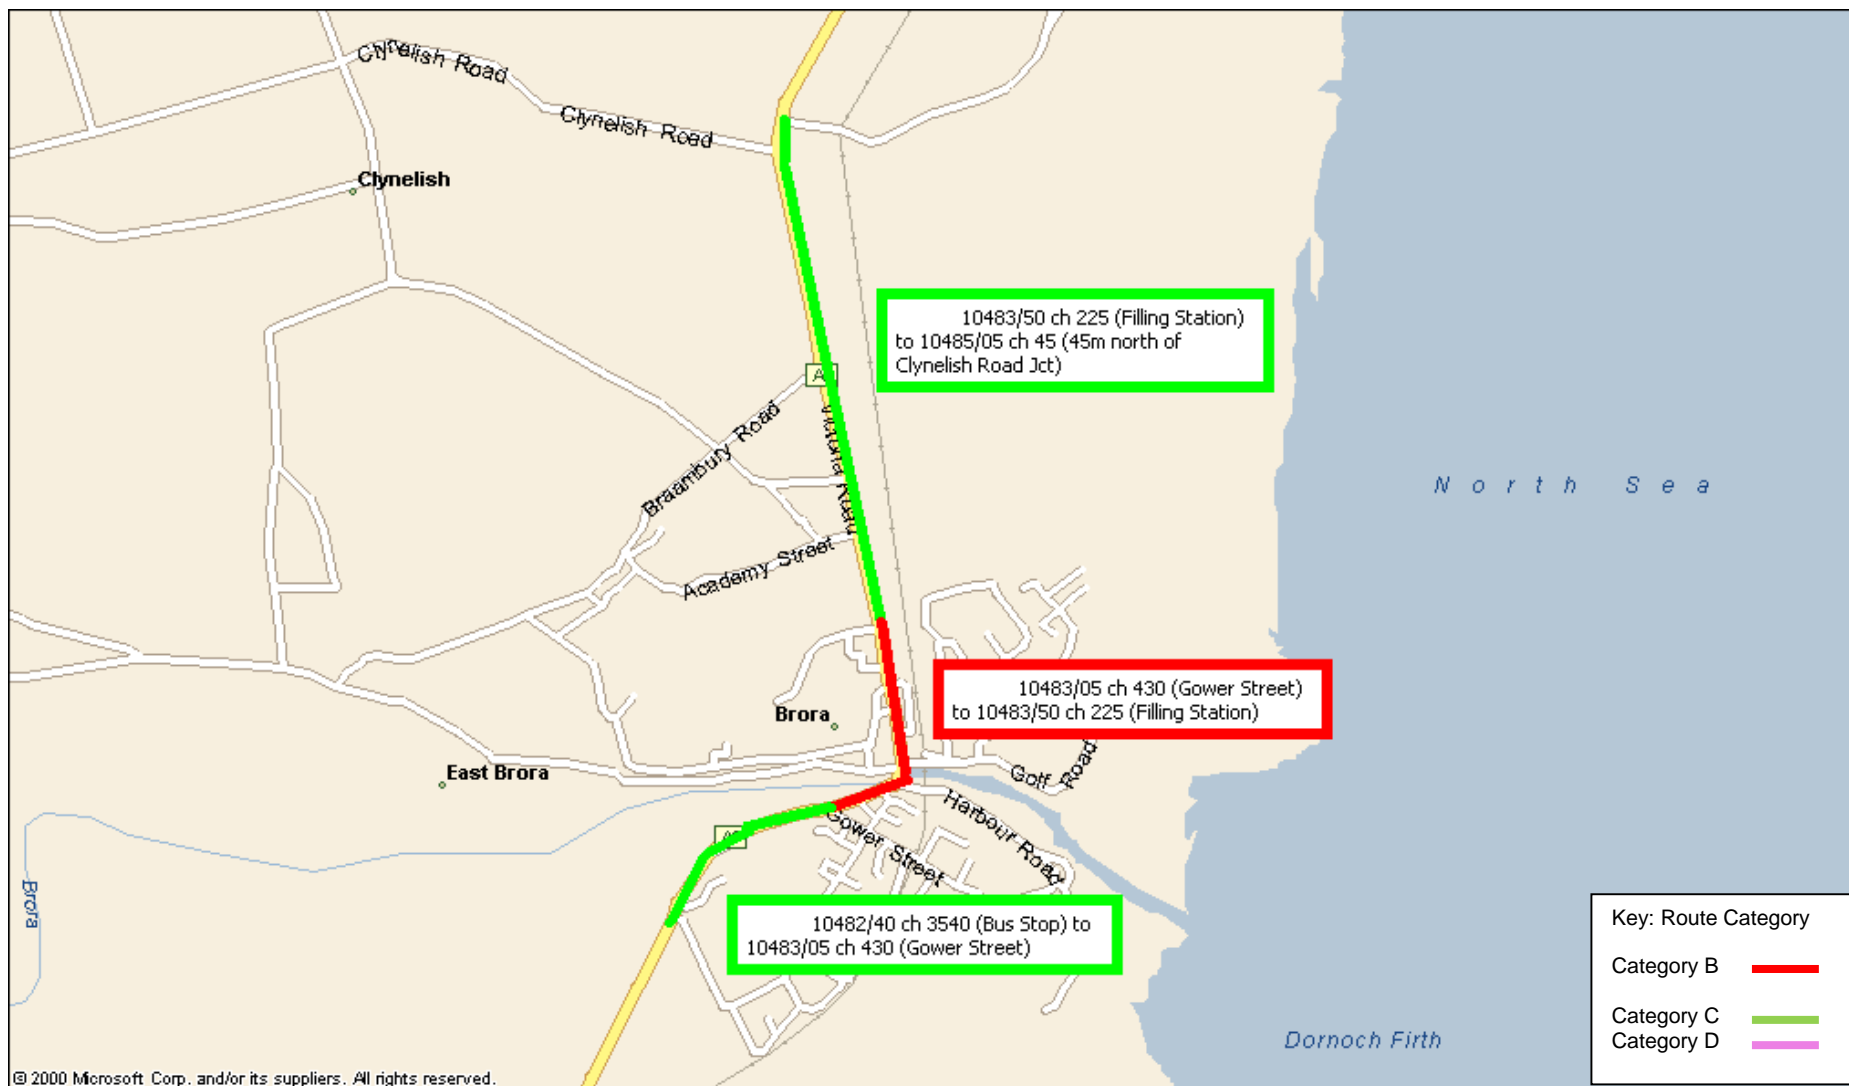 Clynelish Road
Clynelish Road
Clynelish
10483/50 ch 225 (Filling Station)
to 10485/05 ch 45 (45m north of
Clynelish Road Jct)
Braambury Road
Victoria Road
Academy Street
North Sea
10483/05 ch 430 (Gower Street)
to 10483/50 ch 225 (Filling Station)
Brora
East Brora
Golf Road
Harbour Road
Gower Street
Brora
10482/40 ch 3540 (Bus Stop) to
10483/05 ch 430 (Gower Street)
Key: Route Category
Category B
Category C
Category D
Dornoch Firth
© 2000 Microsoft Corp. and/or its suppliers. All rights reserved.